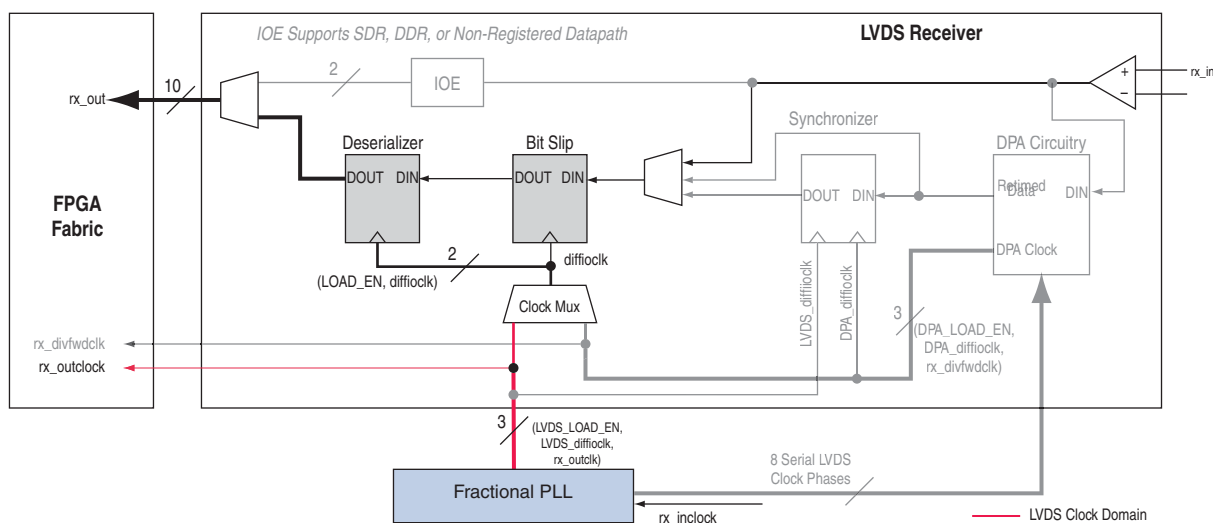 IOE Supports SDR, DDR, or Non-Registered Datapath
LVDS Receiver
2
IOE
+
−
rx_in
10
rx_out
Deserializer
DOUT DIN
Bit Slip
DOUT DIN
Synchronizer
DOUT DIN
DPA Circuitry
Retimed
Data
DIN
DPA Clock
FPGA
Fabric
2
(LOAD_EN, diffioclk)
diffioclk
Clock Mux
LVDS_diffiioclk
DPA_diffioclk
3
(DPA_LOAD_EN,
DPA_diffioclk,
rx_divfwdclk)
rx_divfwdclk
rx_outclock
3
(LVDS_LOAD_EN,
LVDS_diffioclk,
rx_outclk)
8 Serial LVDS
Clock Phases
Fractional PLL
rx_inclock
LVDS Clock Domain